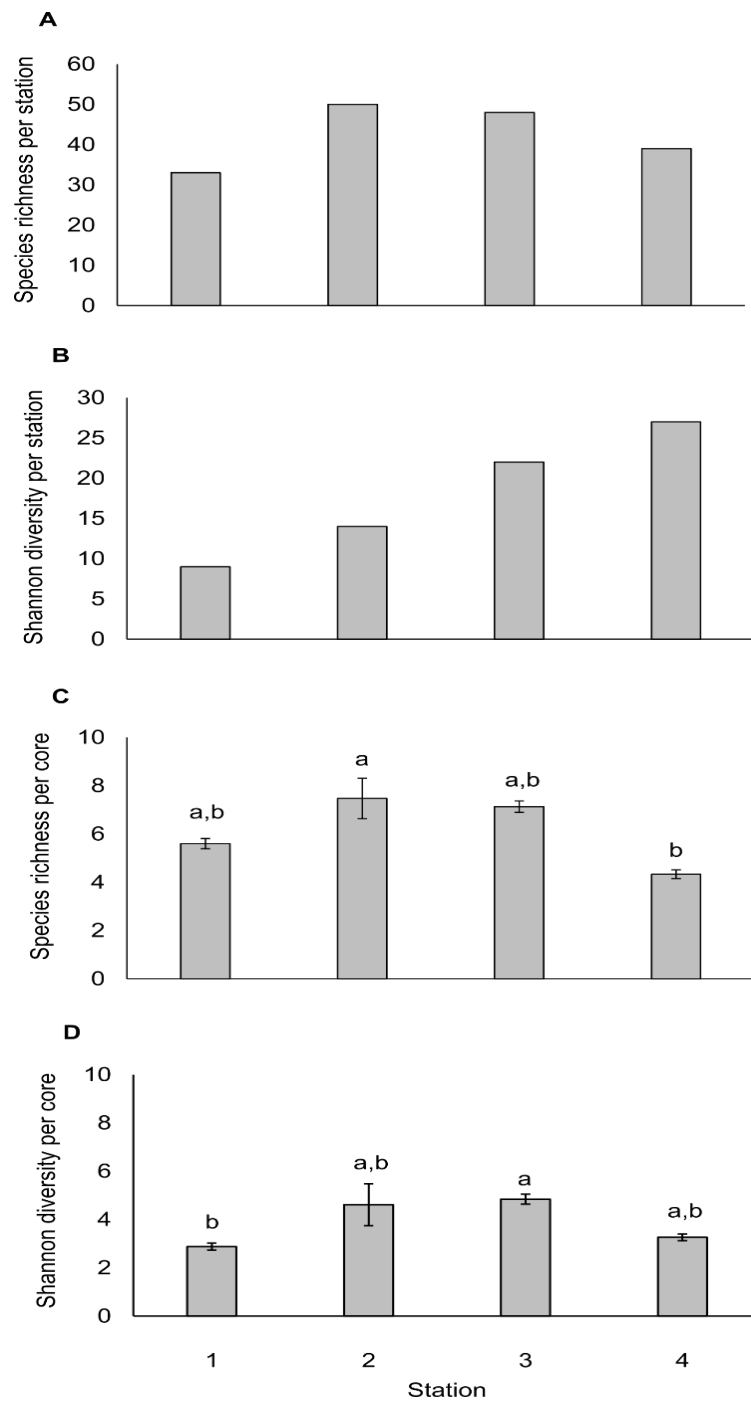 A
Species richness per station
60
50
40
30
20
10
0
B
Shannon diversity per station
30
25
20
15
10
5
0
C
Species richness per core
10
8
6
4
2
0
a,b
a
a,b
b
D
Shannon diversity per core
10
8
6
4
2
0
b
a,b
a
a,b
1 2 3 4
Station